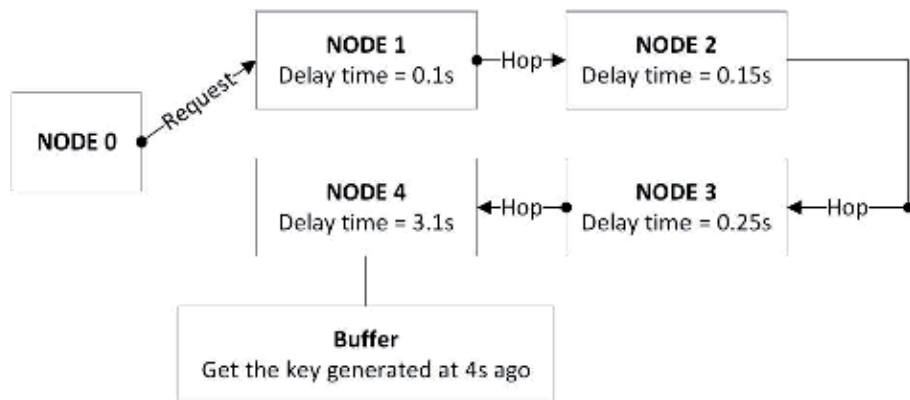 NODE 0
Request
NODE 1
Delay time = 0.1s
Hop
NODE 2
Delay time = 0.15s
Hop
NODE 3
Delay time = 0.25s
Hop
NODE 4
Delay time = 3.1s
Buffer
Get the key generated at 4s ago